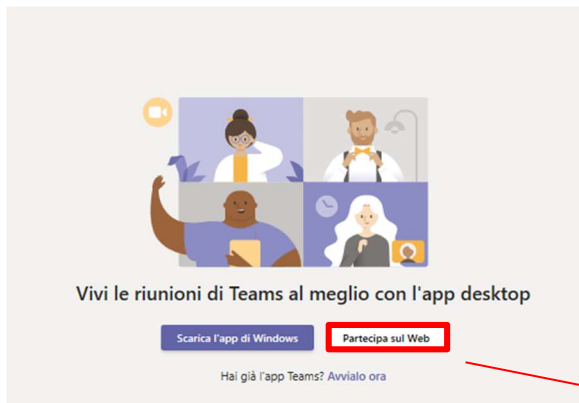 Vivi le riunioni di Teams al meglio con l'app desktop
Scarica l'app di Windows Partecipa sul Web
Hai già l'app Teams? Avvialo ora